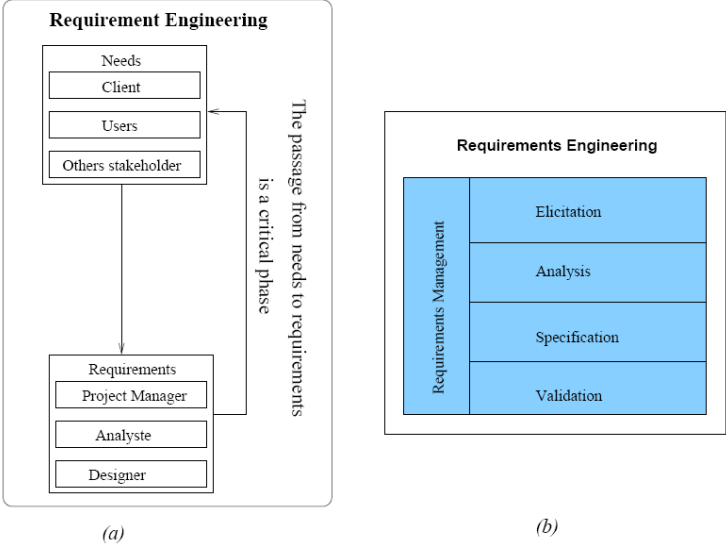 Requirement Engineering
Needs
Client
Users
Others stakeholder
The passage from needs to requirements
is a critical phase
Requirements
Project Manager
Analyste
Designer
(a)
Requirements Engineering
Requirements Management
Elicitation
Analysis
Specification
Validation
(b)